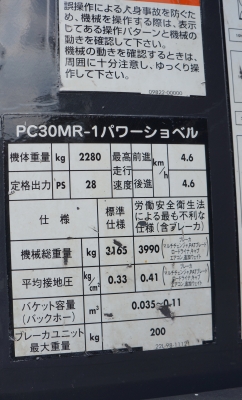 誤操作による人身事故を防ぐため、
機械を操作する際は、表示
してある操作パターンと機械の
動きを確認して下さい。
機械の動きを確認するときは、
周囲に十分注意し、ゆっくり操
作して下さい。
09822-00000
PC30MR-1パワーショベル
機体重量 kg 2280 最高走行速度 km/h 前進 4.6
定格出力 PS 28 後進 4.6
仕様 標準仕様 労働安全衛生法による最も不利な仕様(含ブレーカ)
機械総重量 kg 3165 3990
平均接地圧 kg/cm² 0.33 0.41
バケット容量(バックホー) m³ 0.035~0.11
ブレーカユニット最大重量 kg 200